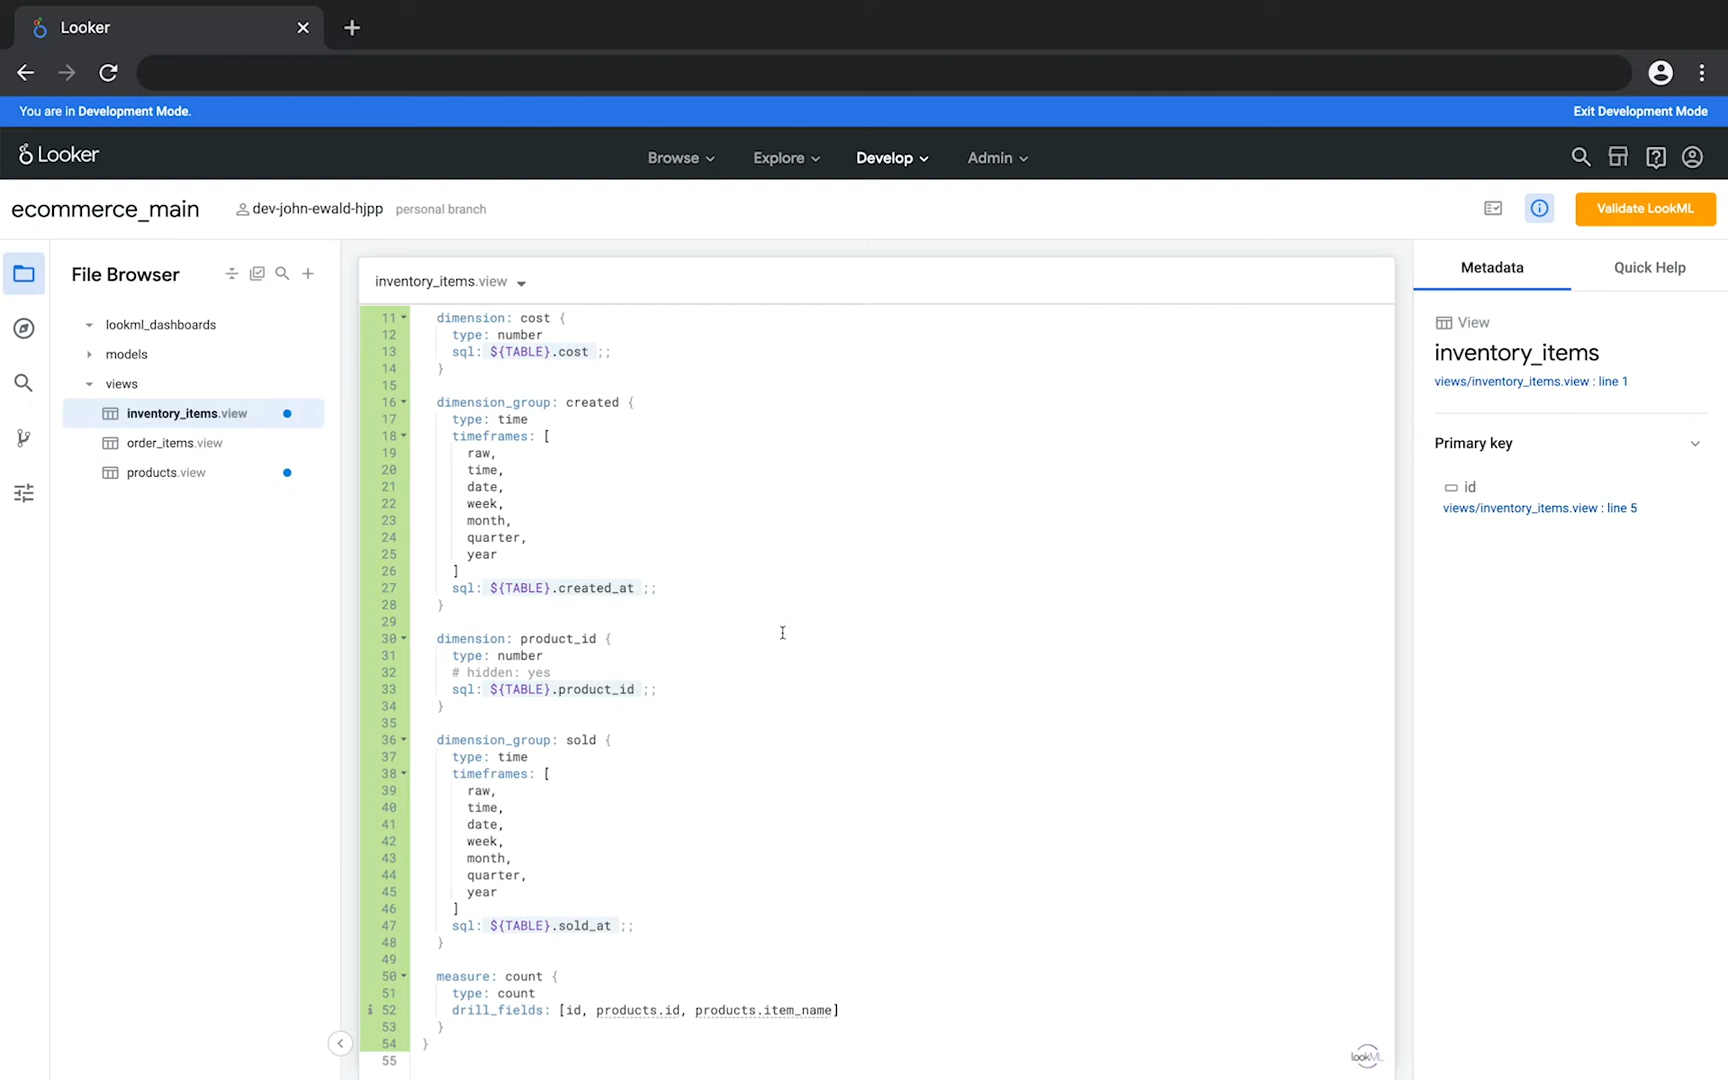 Looker
You are in Development Mode.
Exit Development Mode
Looker
Browse
Explore
Develop
Admin
ecommerce_main
dev-john-ewald-hjpp
personal branch
Validate LookML
File Browser
lookml_dashboards
models
views
inventory_items.view
order_items.view
products.view
inventory_items.view
11 dimension: cost {
12 type: number
13 sql: ${TABLE}.cost ;;
14 }
15
16 dimension_group: created {
17 type: time
18 timeframes: [
19 raw,
20 time,
21 date,
22 week,
23 month,
24 quarter,
25 year
26 ]
27 sql: ${TABLE}.created_at ;;
28 }
29
30 dimension: product_id {
31 type: number
32 # hidden: yes
33 sql: ${TABLE}.product_id ;;
34 }
35
36 dimension_group: sold {
37 type: time
38 timeframes: [
39 raw,
40 time,
41 date,
42 week,
43 month,
44 quarter,
45 year
46 ]
47 sql: ${TABLE}.sold_at ;;
48 }
49
50 measure: count {
51 type: count
i 52 drill_fields: [id, products.id, products.item_name]
53 }
54 }
55
lookML
Metadata
Quick Help
View
inventory_items
views/inventory_items.view : line 1
Primary key
id
views/inventory_items.view : line 5